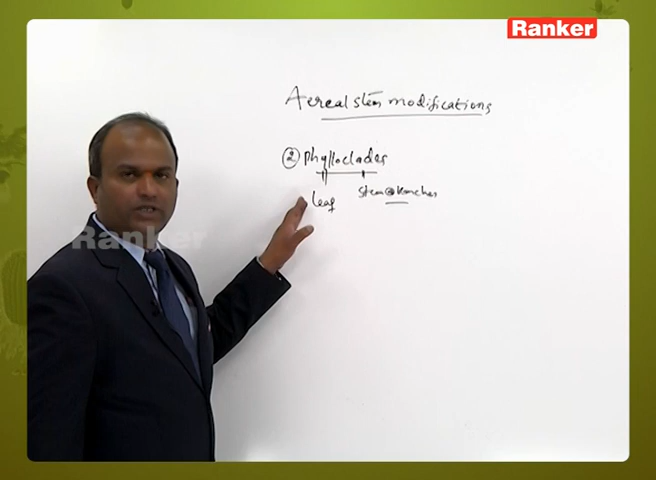 Ranker
Aereal stem modifications
② Phylloclades
leaf stem @ branches
Ranker